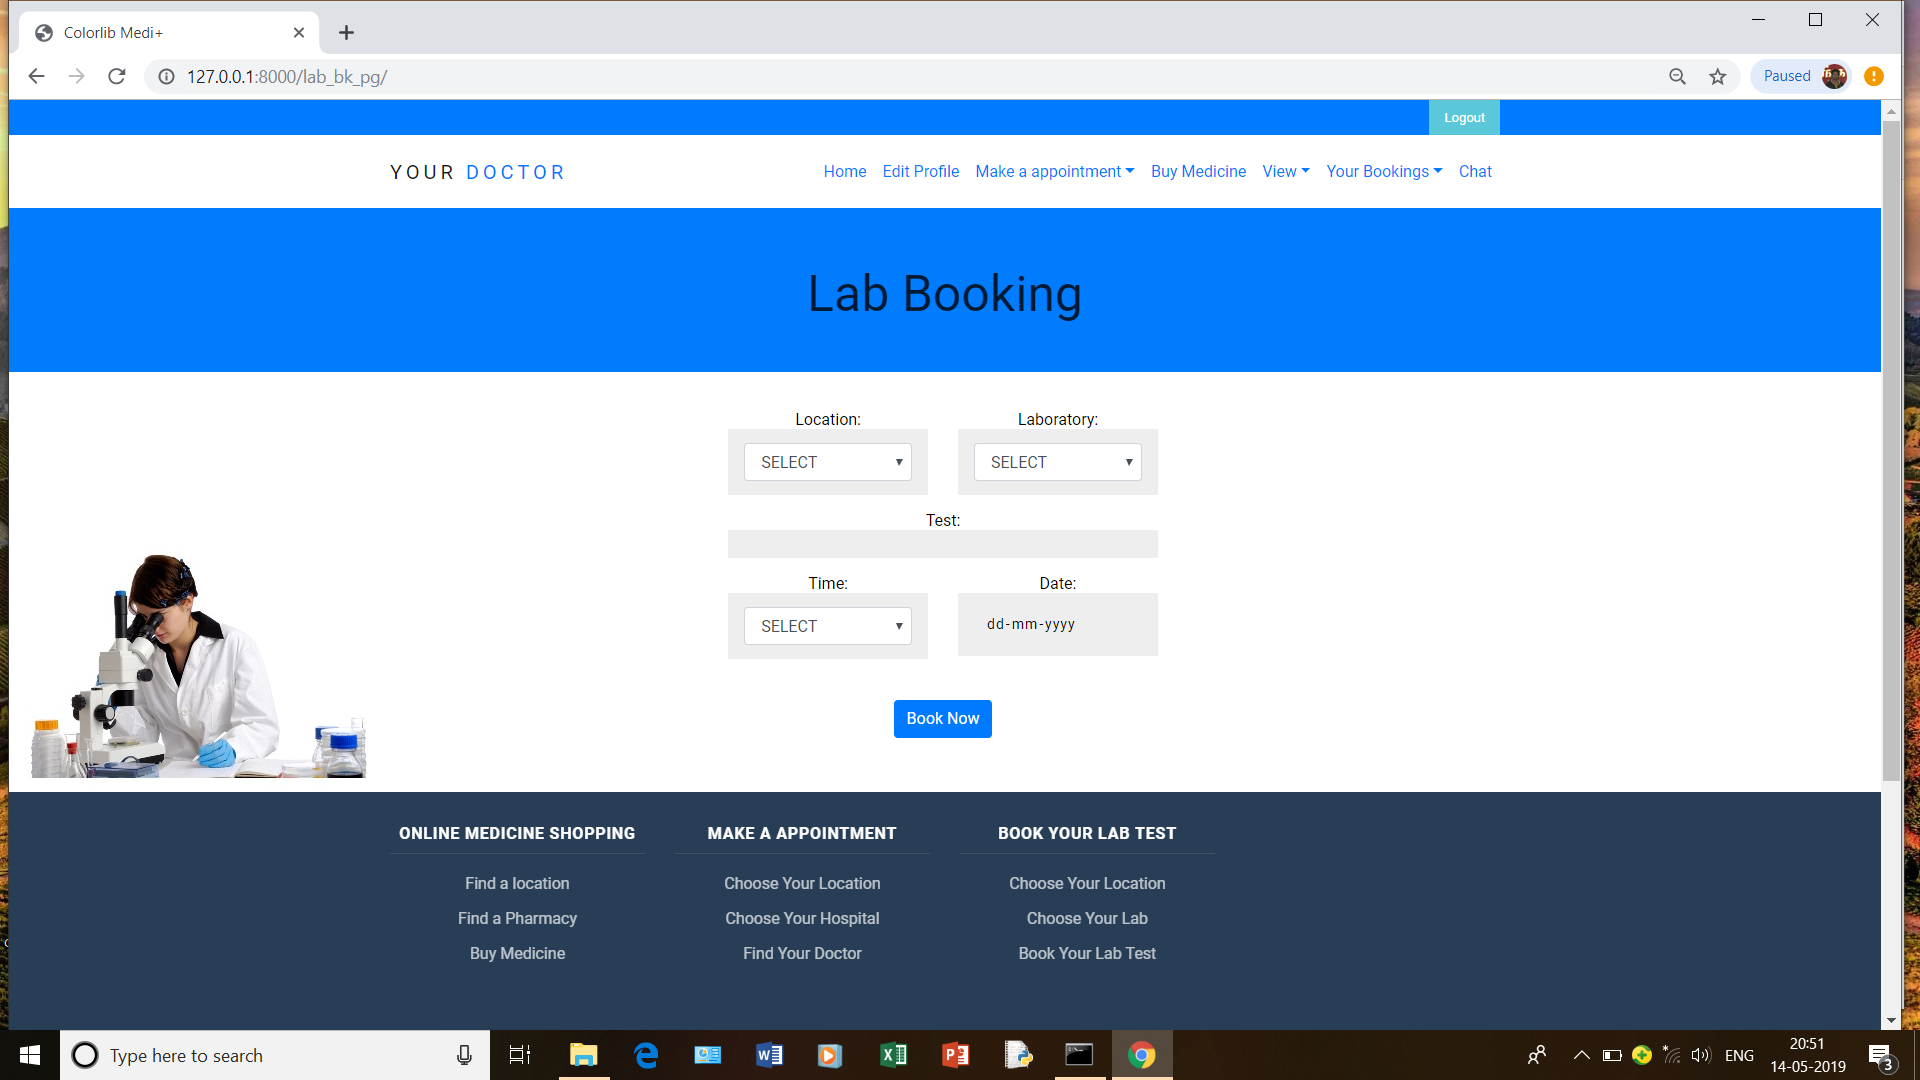 Colorlib Medi+
127.0.0.1:8000/lab_bk_pg/
Paused
Logout
YOUR DOCTOR
Home Edit Profile Make a appointment Buy Medicine View Your Bookings Chat
Lab Booking
Location: Laboratory:
SELECT SELECT
Test:
Time: Date:
SELECT dd-mm-yyyy
Book Now
ONLINE MEDICINE SHOPPING MAKE A APPOINTMENT BOOK YOUR LAB TEST
Find a location Choose Your Location Choose Your Location
Find a Pharmacy Choose Your Hospital Choose Your Lab
Buy Medicine Find Your Doctor Book Your Lab Test
Type here to search
ENG
20:51
14-05-2019
3